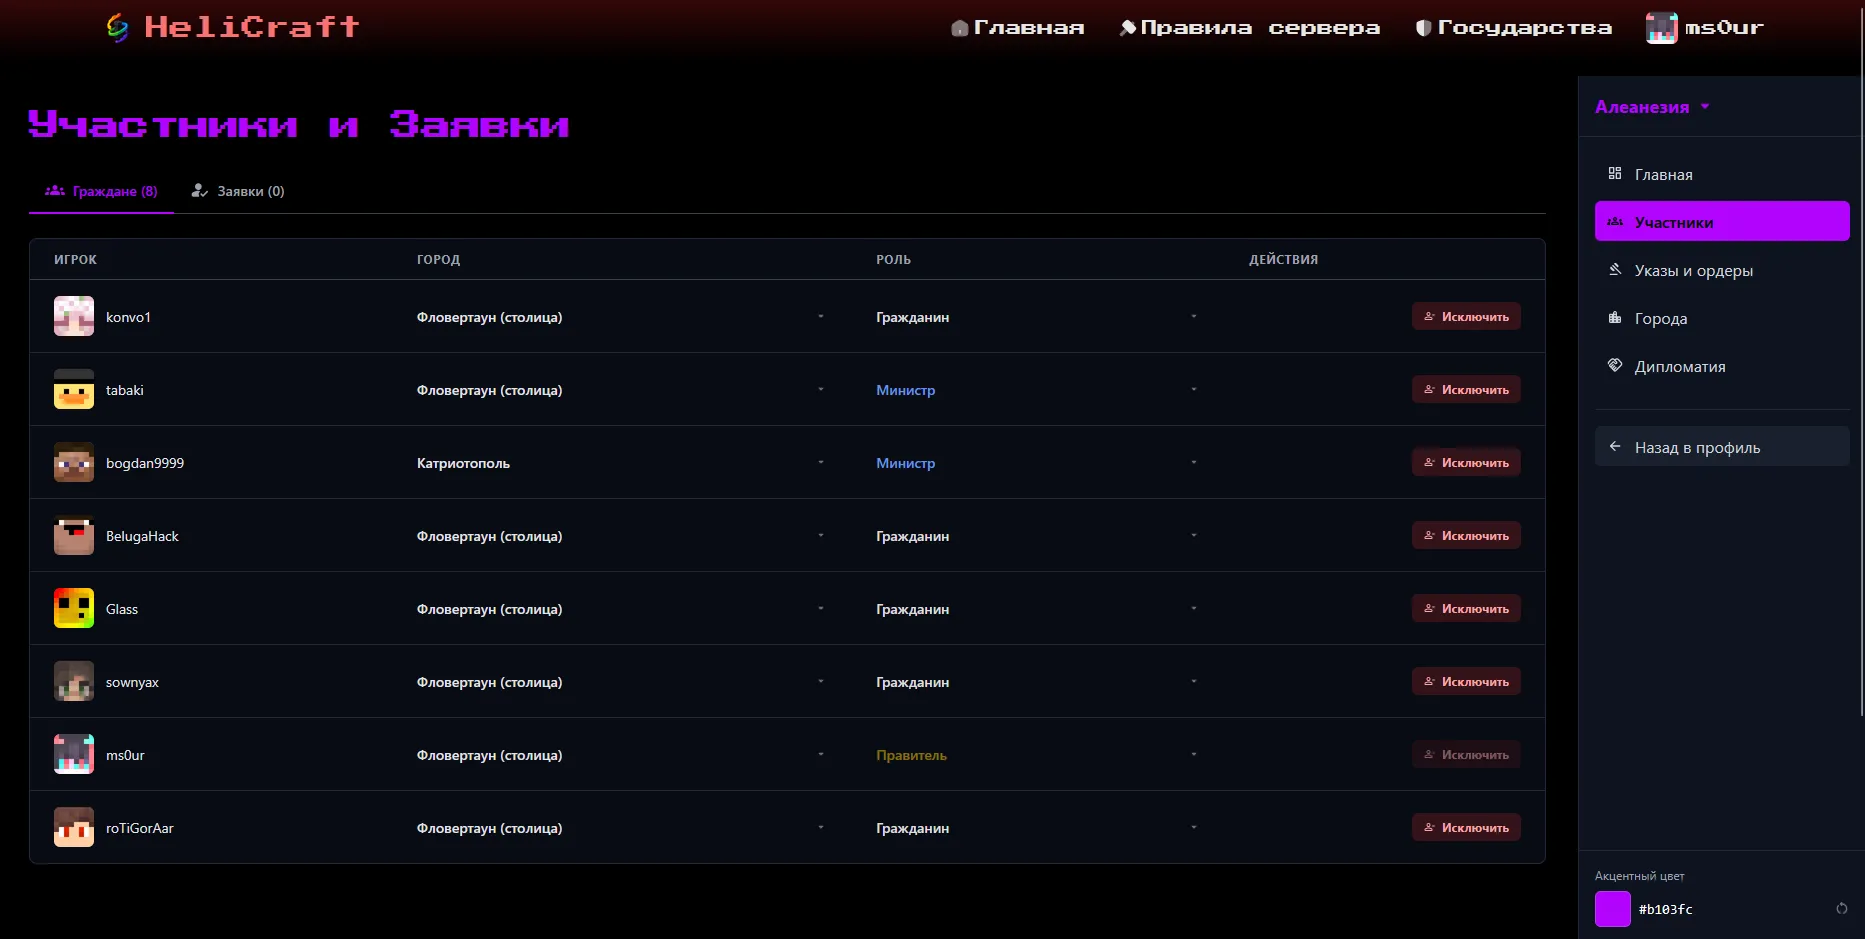 HeliCraft
Главная Правила сервера Государства ms0ur
Участники и Заявки
Граждане (8) Заявки (0)
ИГРОК ГОРОД РОЛЬ ДЕЙСТВИЯ
konvo1 Фловертаун (столица) Гражданин Исключить
tabaki Фловертаун (столица) Министр Исключить
bogdan9999 Катриотополь Министр Исключить
BelugaHack Фловертаун (столица) Гражданин Исключить
Glass Фловертаун (столица) Гражданин Исключить
sownyax Фловертаун (столица) Гражданин Исключить
ms0ur Фловертаун (столица) Правитель Исключить
roTiGorAar Фловертаун (столица) Гражданин Исключить
Алеанезия
Главная
Участники
Указы и ордеры
Города
Дипломатия
Назад в профиль
Акцентный цвет
#b103fc